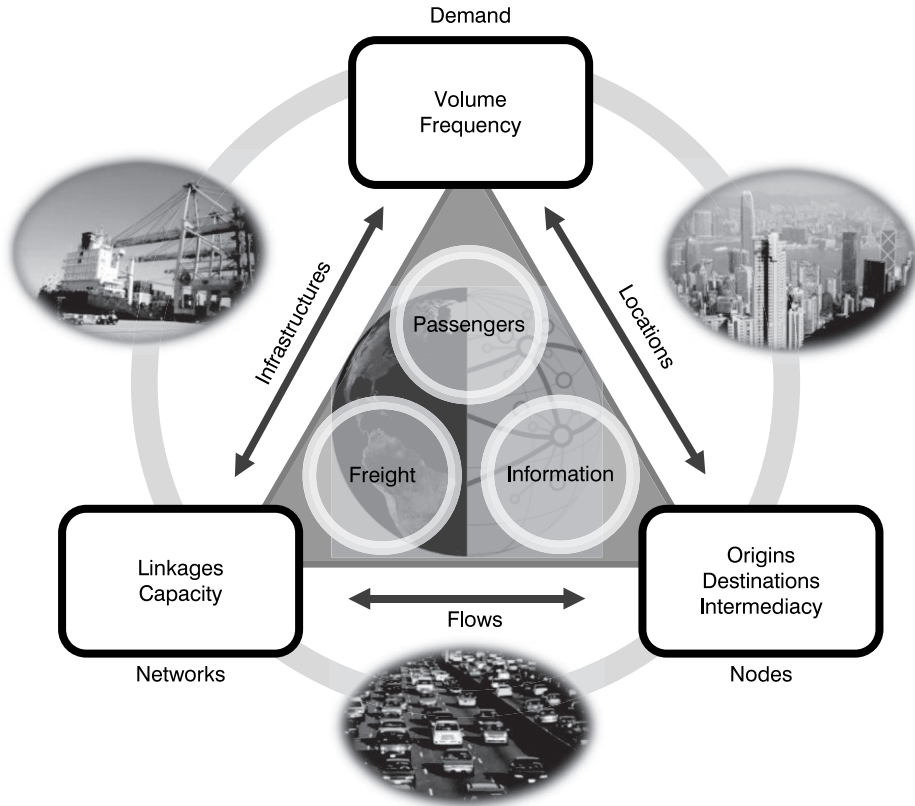 Demand
Volume
Frequency
Infrastructures
Locations
Passengers
Freight
Information
Linkages
Capacity
Origins
Destinations
Intermediacy
Flows
Networks
Nodes